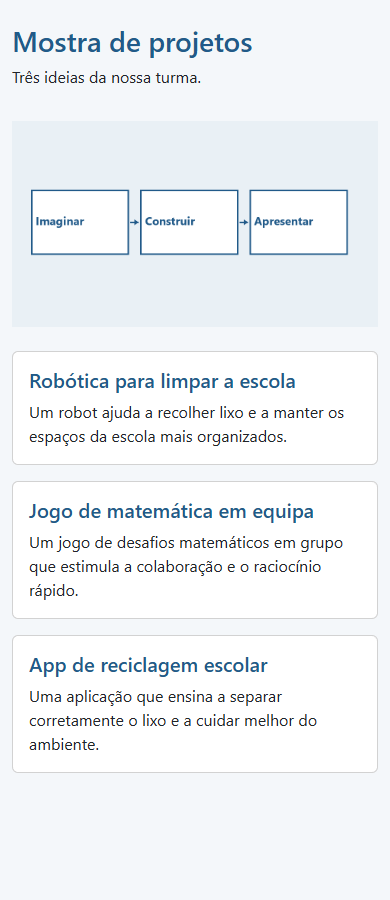 Mostra de projetos
Três ideias da nossa turma.
Imaginar
Construir
Apresentar
Robótica para limpar a escola
Um robot ajuda a recolher lixo e a manter os
espaços da escola mais organizados.
Jogo de matemática em equipa
Um jogo de desafios matemáticos em grupo
que estimula a colaboração e o raciocínio
rápido.
App de reciclagem escolar
Uma aplicação que ensina a separar
corretamente o lixo e a cuidar melhor do
ambiente.